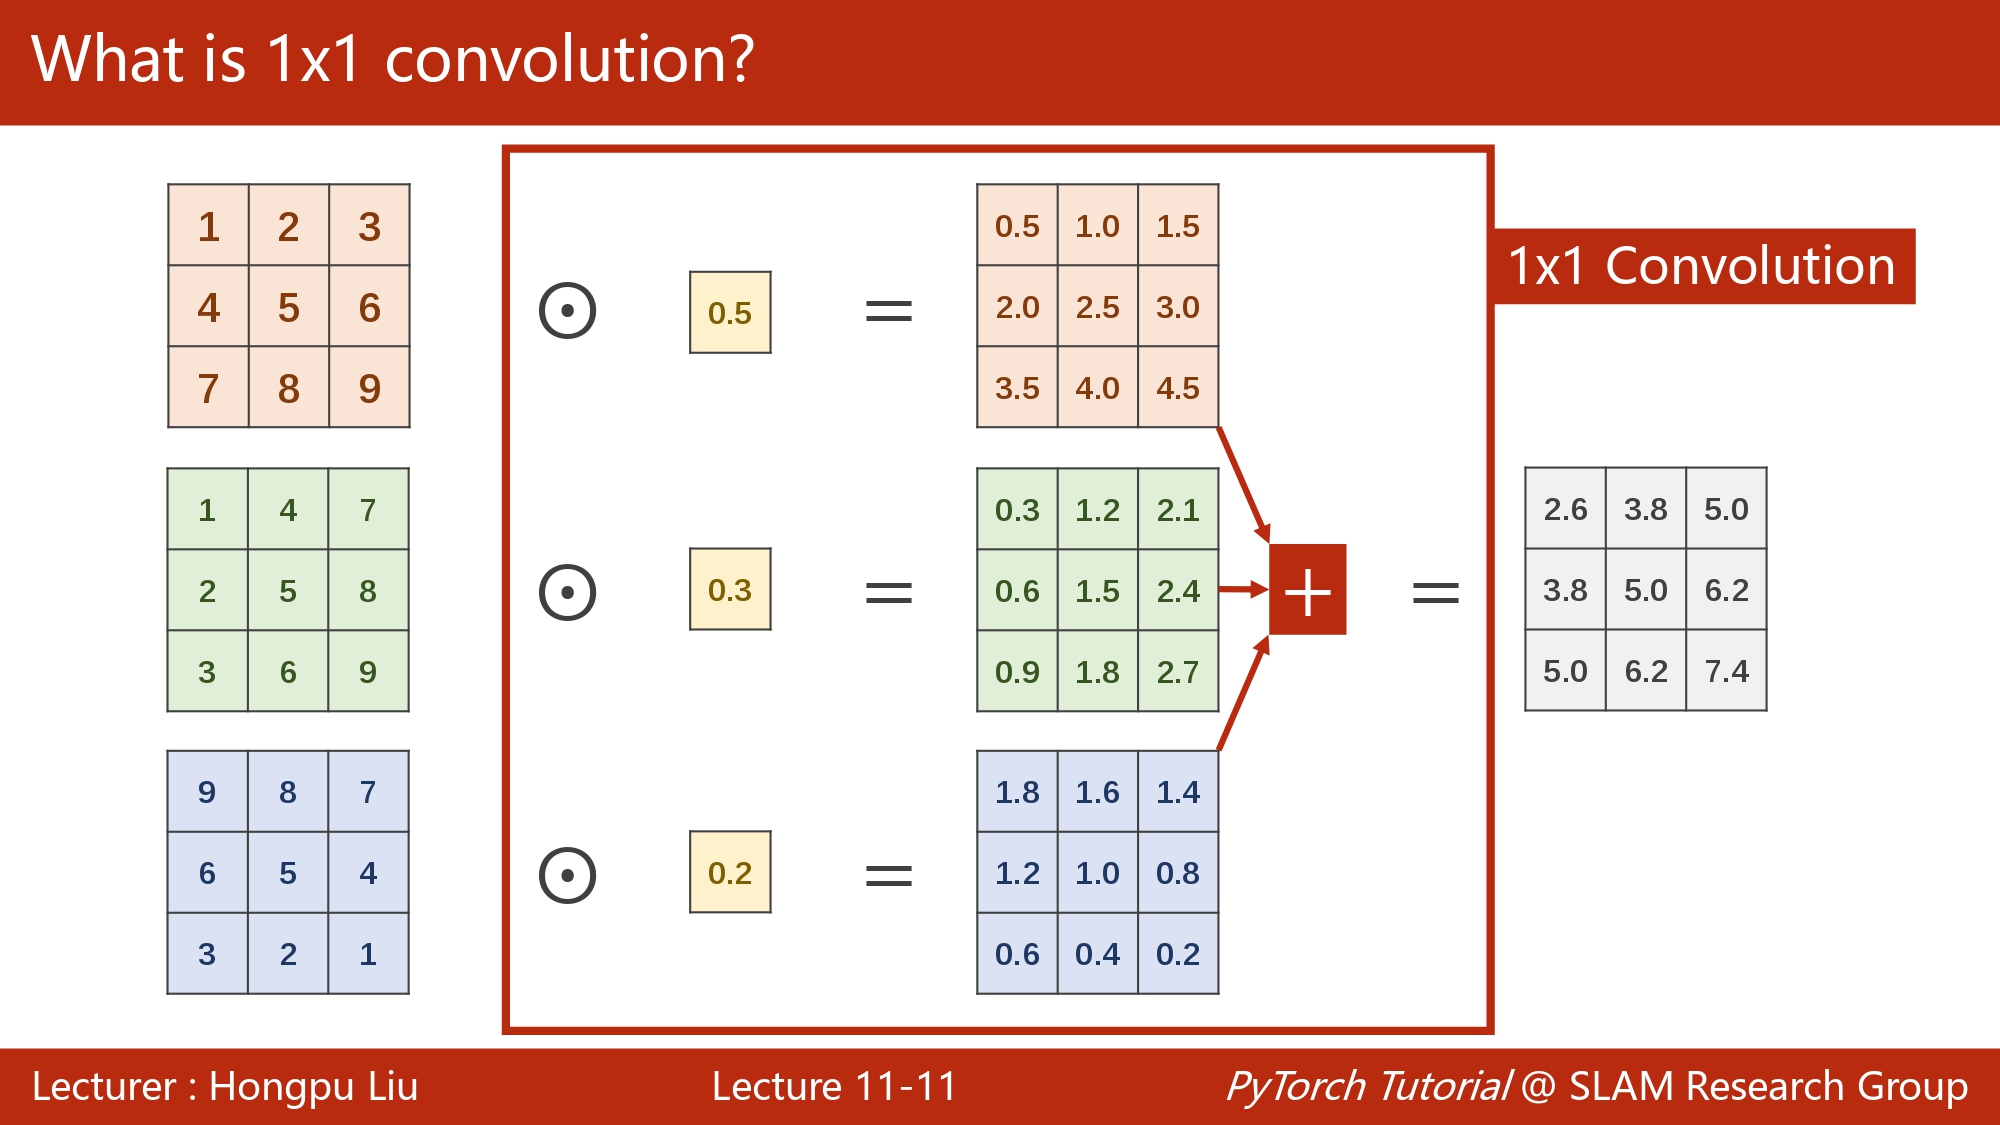 What is 1x1 convolution?
1 2 3
4 5 6
7 8 9
⊙ 0.5 =
0.5 1.0 1.5
2.0 2.5 3.0
3.5 4.0 4.5
1x1 Convolution
1 4 7
2 5 8
3 6 9
⊙ 0.3 =
0.3 1.2 2.1
0.6 1.5 2.4
0.9 1.8 2.7
+ =
2.6 3.8 5.0
3.8 5.0 6.2
5.0 6.2 7.4
9 8 7
6 5 4
3 2 1
⊙ 0.2 =
1.8 1.6 1.4
1.2 1.0 0.8
0.6 0.4 0.2
Lecturer : Hongpu Liu
Lecture 11-11
PyTorch Tutorial @ SLAM Research Group